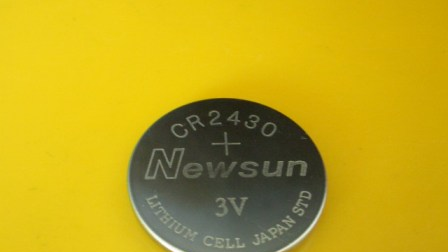 CR2430
+
Newsun
3V
LITHIUM CELL JAPAN STD